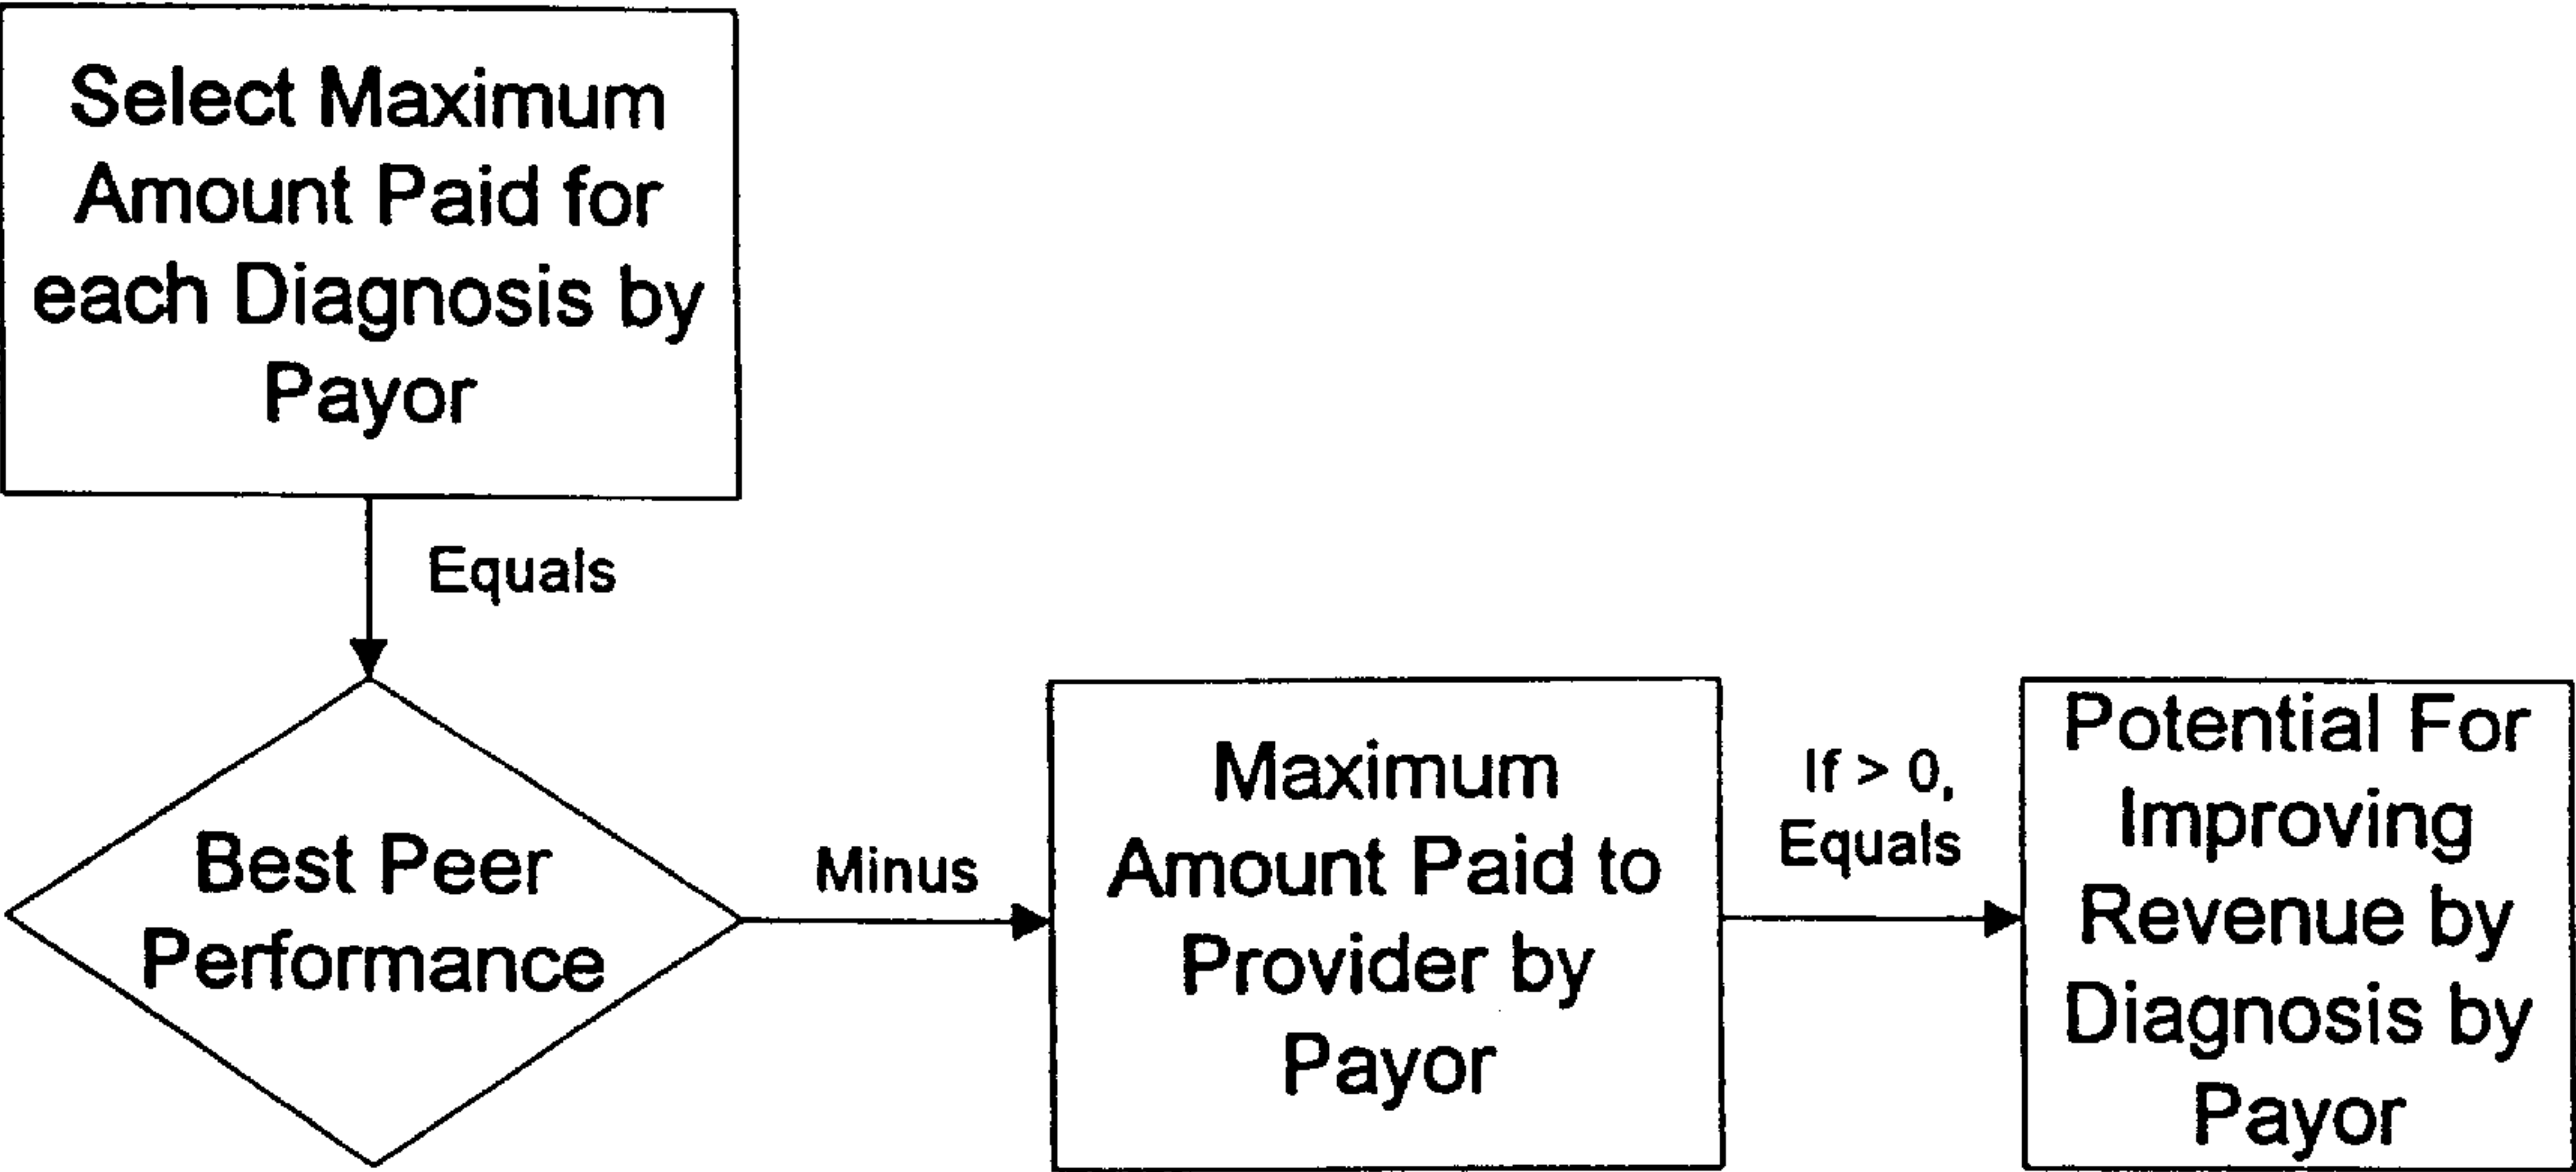 Select Maximum
Amount Paid for
each Diagnosis by
Payor
Equals
Best Peer
Performance
Minus
Maximum
Amount Paid to
Provider by
Payor
If > 0,
Equals
Potential For
Improving
Revenue by
Diagnosis by
Payor